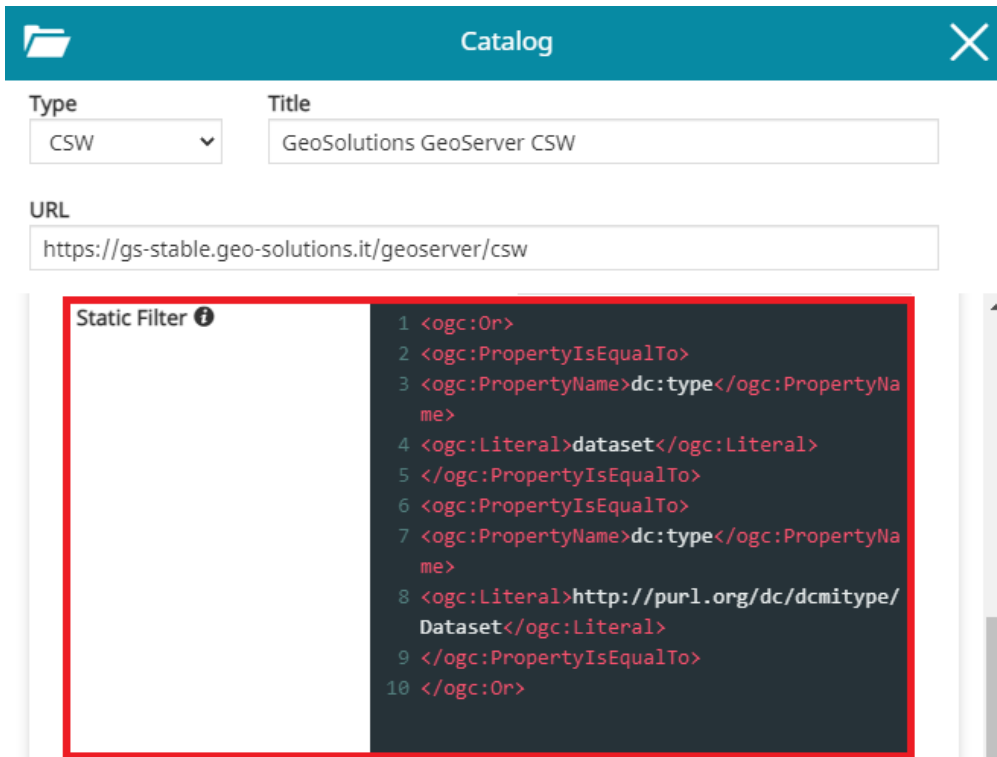 Catalog
Type Title
CSW GeoSolutions GeoServer CSW
URL
https://gs-stable.geo-solutions.it/geoserver/csw
Static Filter
1 <ogc:Or>
2 <ogc:PropertyIsEqualTo>
3 <ogc:PropertyName>dc:type</ogc:PropertyNa
me>
4 <ogc:Literal>dataset</ogc:Literal>
5 </ogc:PropertyIsEqualTo>
6 <ogc:PropertyIsEqualTo>
7 <ogc:PropertyName>dc:type</ogc:PropertyNa
me>
8 <ogc:Literal>http://purl.org/dc/dcmitype/
Dataset</ogc:Literal>
9 </ogc:PropertyIsEqualTo>
10 </ogc:Or>